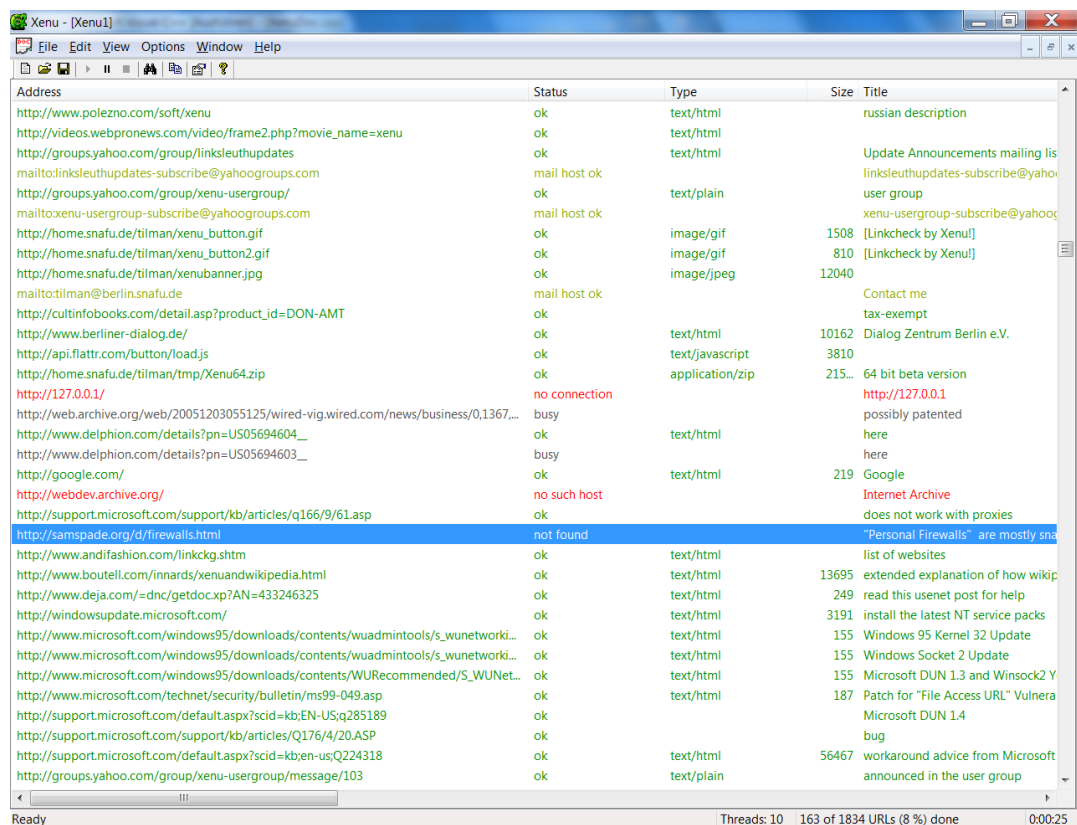 Xenu - [Xenu1]
File Edit View Options Window Help
Address Status Type Size Title
http://www.polezno.com/soft/xenu ok text/html russian description
http://videos.webpronews.com/video/frame2.php?movie_name=xenu ok text/html
http://groups.yahoo.com/group/linksleuthupdates ok text/html Update Announcements mailing lis
mailto:linksleuthupdates-subscribe@yahoogroups.com mail host ok linksleuthupdates-subscribe@yahoo
http://groups.yahoo.com/group/xenu-usergroup/ ok text/plain user group
mailto:xenu-usergroup-subscribe@yahoogroups.com mail host ok xenu-usergroup-subscribe@yahoog
http://home.snafu.de/tilman/xenu_button.gif ok image/gif 1508 [Linkcheck by Xenu!]
http://home.snafu.de/tilman/xenu_button2.gif ok image/gif 810 [Linkcheck by Xenu!]
http://home.snafu.de/tilman/xenubanner.jpg ok image/jpeg 12040
mailto:tilman@berlin.snafu.de mail host ok Contact me
http://cultinfobooks.com/detail.asp?product_id=DON-AMT ok tax-exempt
http://www.berliner-dialog.de/ ok text/html 10162 Dialog Zentrum Berlin e.V.
http://api.flattr.com/button/load.js ok text/javascript 3810
http://home.snafu.de/tilman/tmp/Xenu64.zip ok application/zip 215... 64 bit beta version
http://127.0.0.1/ no connection http://127.0.0.1
http://web.archive.org/web/20051203055125/wired-vig.wired.com/news/business/0,1367,... busy possibly patented
http://www.delphion.com/details?pn=US05694604__ ok text/html here
http://www.delphion.com/details?pn=US05694603__ busy here
http://google.com/ ok text/html 219 Google
http://webdev.archive.org/ no such host Internet Archive
http://support.microsoft.com/support/kb/articles/q166/9/61.asp ok does not work with proxies
http://samspade.org/d/firewalls.html not found "Personal Firewalls" are mostly sna
http://www.andifashion.com/linkckg.shtm ok text/html list of websites
http://www.boutell.com/innards/xenuandwikipedia.html ok text/html 13695 extended explanation of how wikip
http://www.deja.com/=dnc/getdoc.xp?AN=433246325 ok text/html 249 read this usenet post for help
http://windowsupdate.microsoft.com/ ok text/html 3191 install the latest NT service packs
http://www.microsoft.com/windows95/downloads/contents/wuadmintools/s_wunetworki... ok text/html 155 Windows 95 Kernel 32 Update
http://www.microsoft.com/windows95/downloads/contents/wuadmintools/s_wunetworki... ok text/html 155 Windows Socket 2 Update
http://www.microsoft.com/windows95/downloads/contents/WURecommended/S_WUNet... ok text/html 155 Microsoft DUN 1.3 and Winsock2 Y
http://www.microsoft.com/technet/security/bulletin/ms99-049.asp ok text/html 187 Patch for "File Access URL" Vulnera
http://support.microsoft.com/default.aspx?scid=kb;EN-US;q285189 ok Microsoft DUN 1.4
http://support.microsoft.com/support/kb/articles/Q176/4/20.ASP ok bug
http://support.microsoft.com/default.aspx?scid=kb;en-us;Q224318 ok text/html 56467 workaround advice from Microsoft
http://groups.yahoo.com/group/xenu-usergroup/message/103 ok text/plain announced in the user group
Ready Threads: 10 163 of 1834 URLs (8 %) done 0:00:25